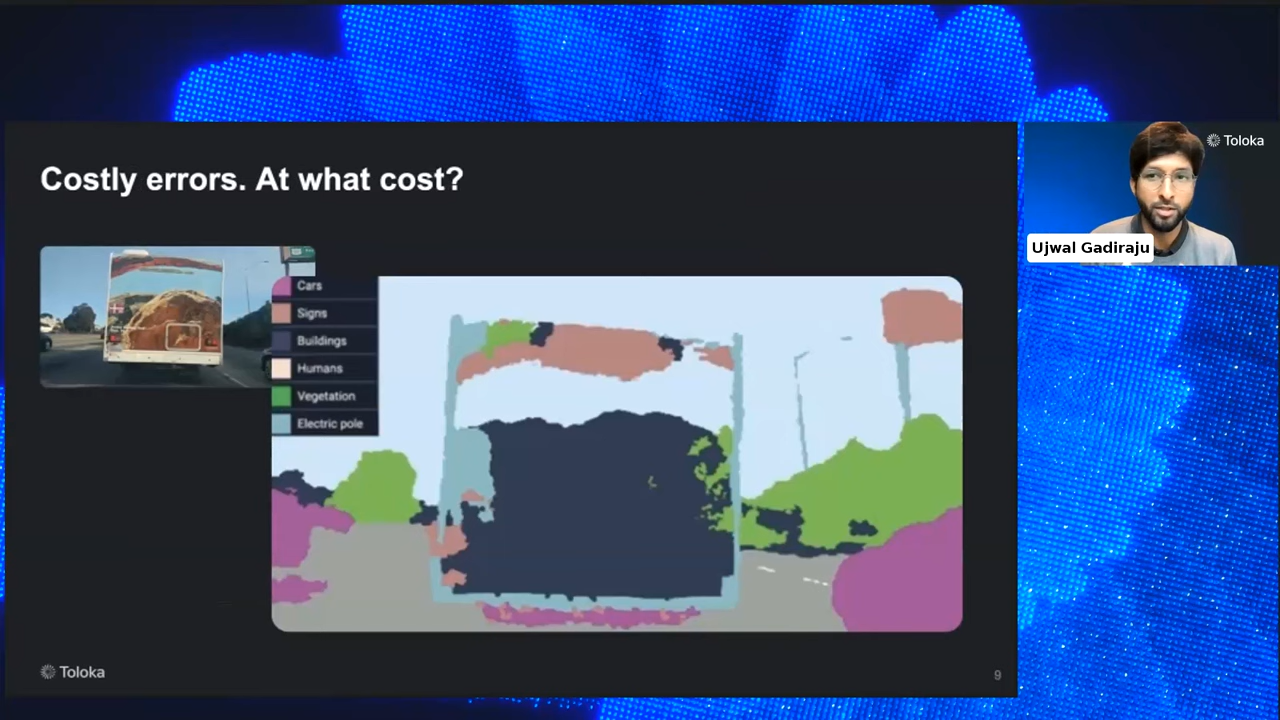 Costly errors. At what cost?
Cars
Signs
Buildings
Humans
Vegetation
Electric pole
Toloka
9
Toloka
Ujwal Gadiraju